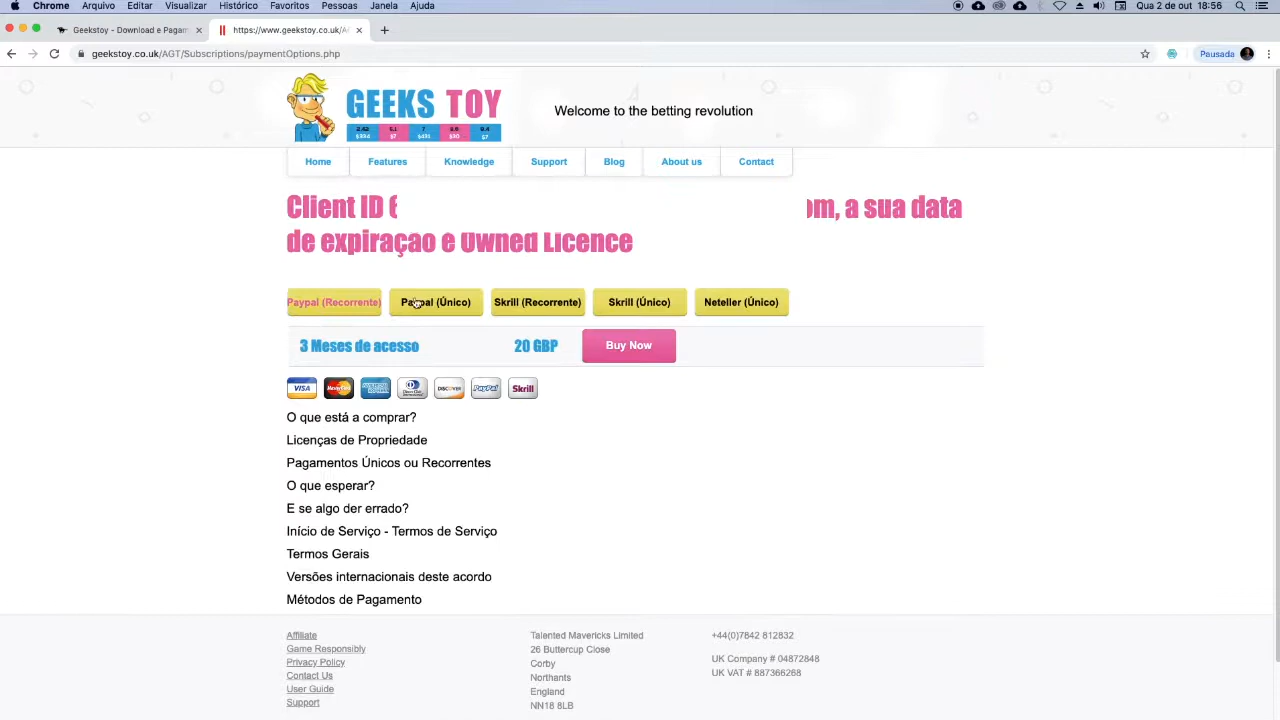 Chrome Arquivo Editar Visualizar Histórico Favoritos Pessoas Janela Ajuda Qua 2 de out 18:56
Geekstoy - Download e Pagam https://www.geekstoy.co.uk/A
geekstoy.co.uk/AGT/Subscriptions/paymentOptions.php Pausada
GEEKS TOY
Welcome to the betting revolution
Home Features Knowledge Support Blog About us Contact
Client ID om, a sua data
de expiração e Owned Licence
Paypal (Recorrente) Paypal (Único) Skrill (Recorrente) Skrill (Único) Neteller (Único)
3 Meses de acesso 20 GBP Buy Now
VISA MasterCard DISCOVER PayPal Skrill
O que está a comprar?
Licenças de Propriedade
Pagamentos Únicos ou Recorrentes
O que esperar?
E se algo der errado?
Início de Serviço - Termos de Serviço
Termos Gerais
Versões internacionais deste acordo
Métodos de Pagamento
Affiliate
Game Responsibly
Privacy Policy
Contact Us
User Guide
Support
Talented Mavericks Limited
26 Buttercup Close
Corby
Northants
England
NN18 8LB
+44(0)7842 812832
UK Company # 04872848
UK VAT # 887366268